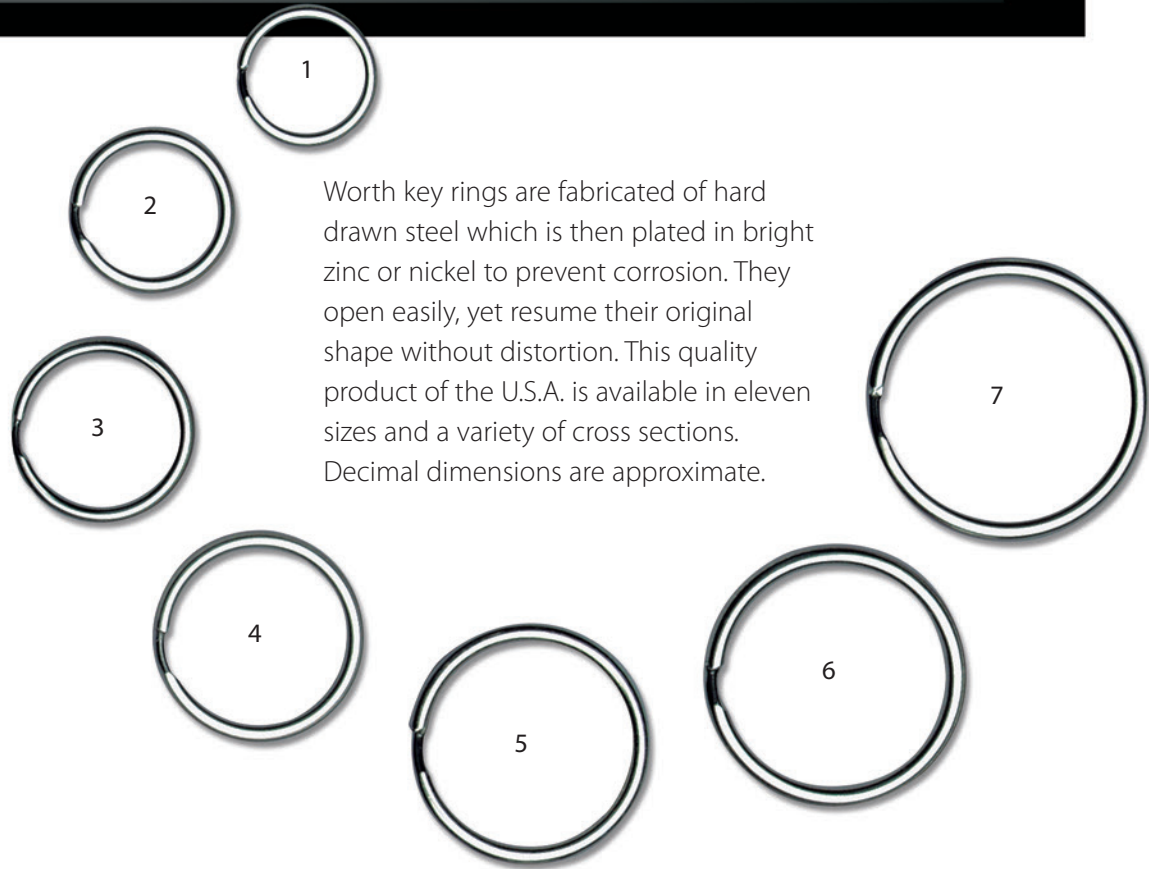 1
2
Worth key rings are fabricated of hard
drawn steel which is then plated in bright
zinc or nickel to prevent corrosion. They
open easily, yet resume their original
shape without distortion. This quality
product of the U.S.A. is available in eleven
sizes and a variety of cross sections.
Decimal dimensions are approximate.
3
4
5
6
7